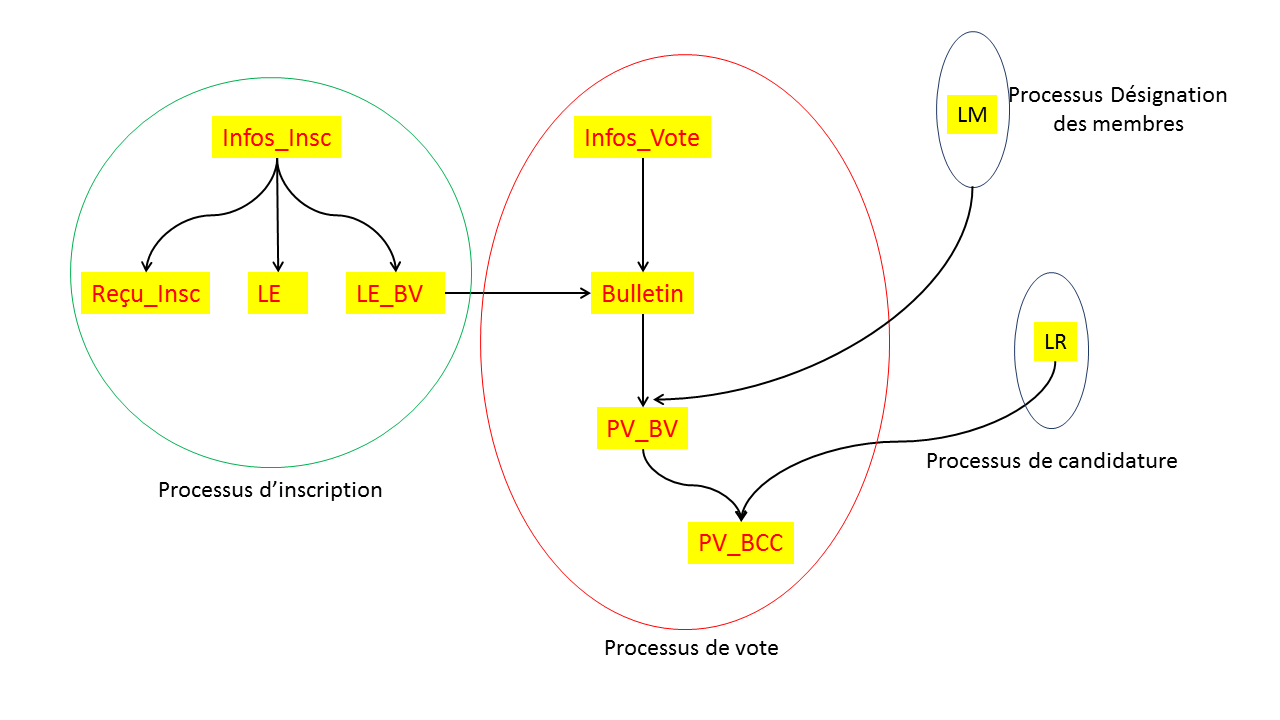 Infos_Insc
Reçu_Insc
LE
LE_BV
Processus d’inscription
Infos_Vote
Bulletin
PV_BV
PV_BCC
Processus de vote
LM
Processus Désignation
des membres
LR
Processus de candidature